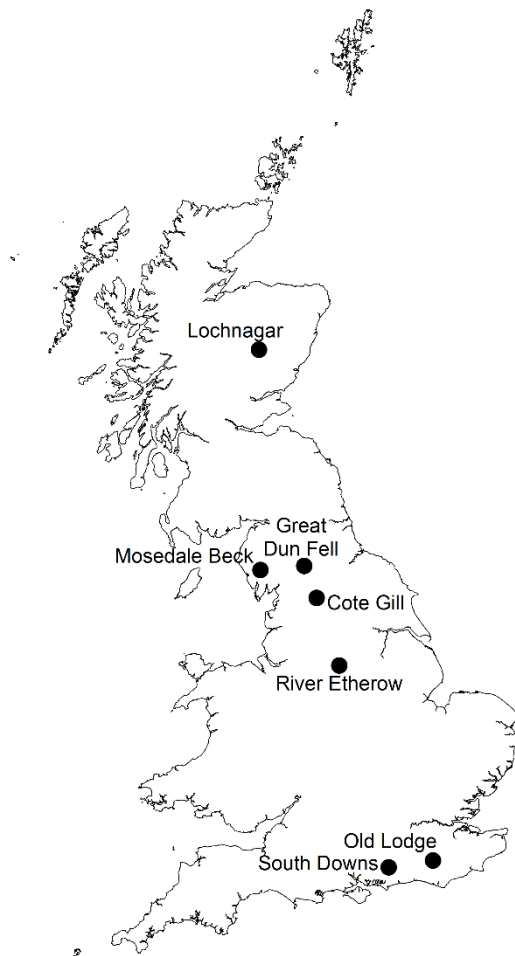 Lochnagar
Great
Dun Fell
Mosedale Beck
Cote Gill
River Etherow
Old Lodge
South Downs